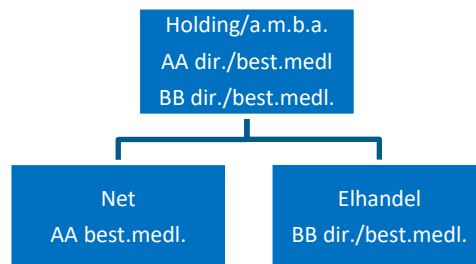 Holding/a.m.b.a.
AA dir./best.medl
BB dir./best.medl.
Net
AA best.medl.
Elhandel
BB dir./best.medl.